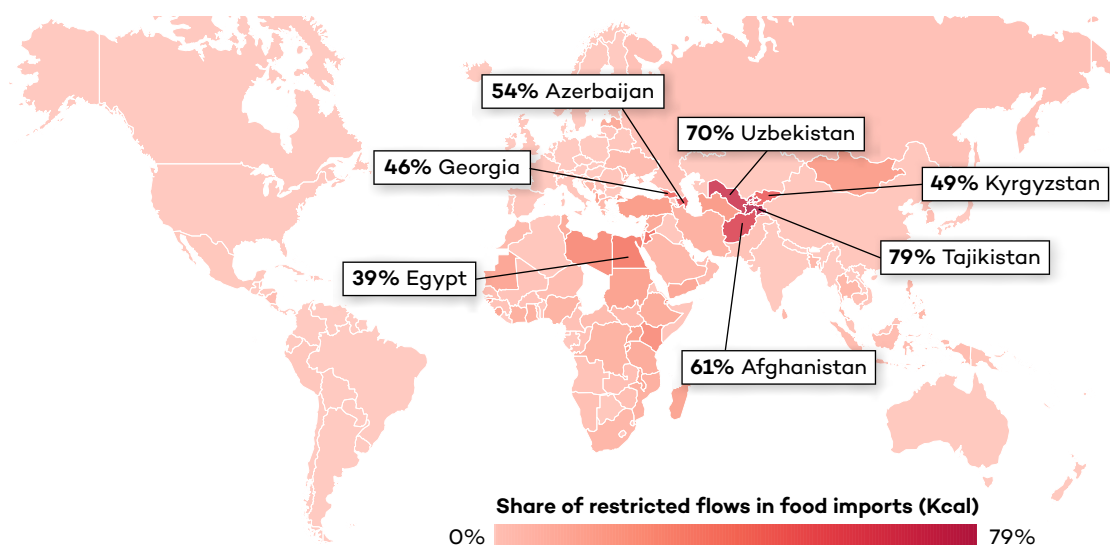 54% Azerbaijan
70% Uzbekistan
46% Georgia
49% Kyrgyzstan
79% Tajikistan
39% Egypt
61% Afghanistan
Share of restricted flows in food imports (Kcal)
0% 79%